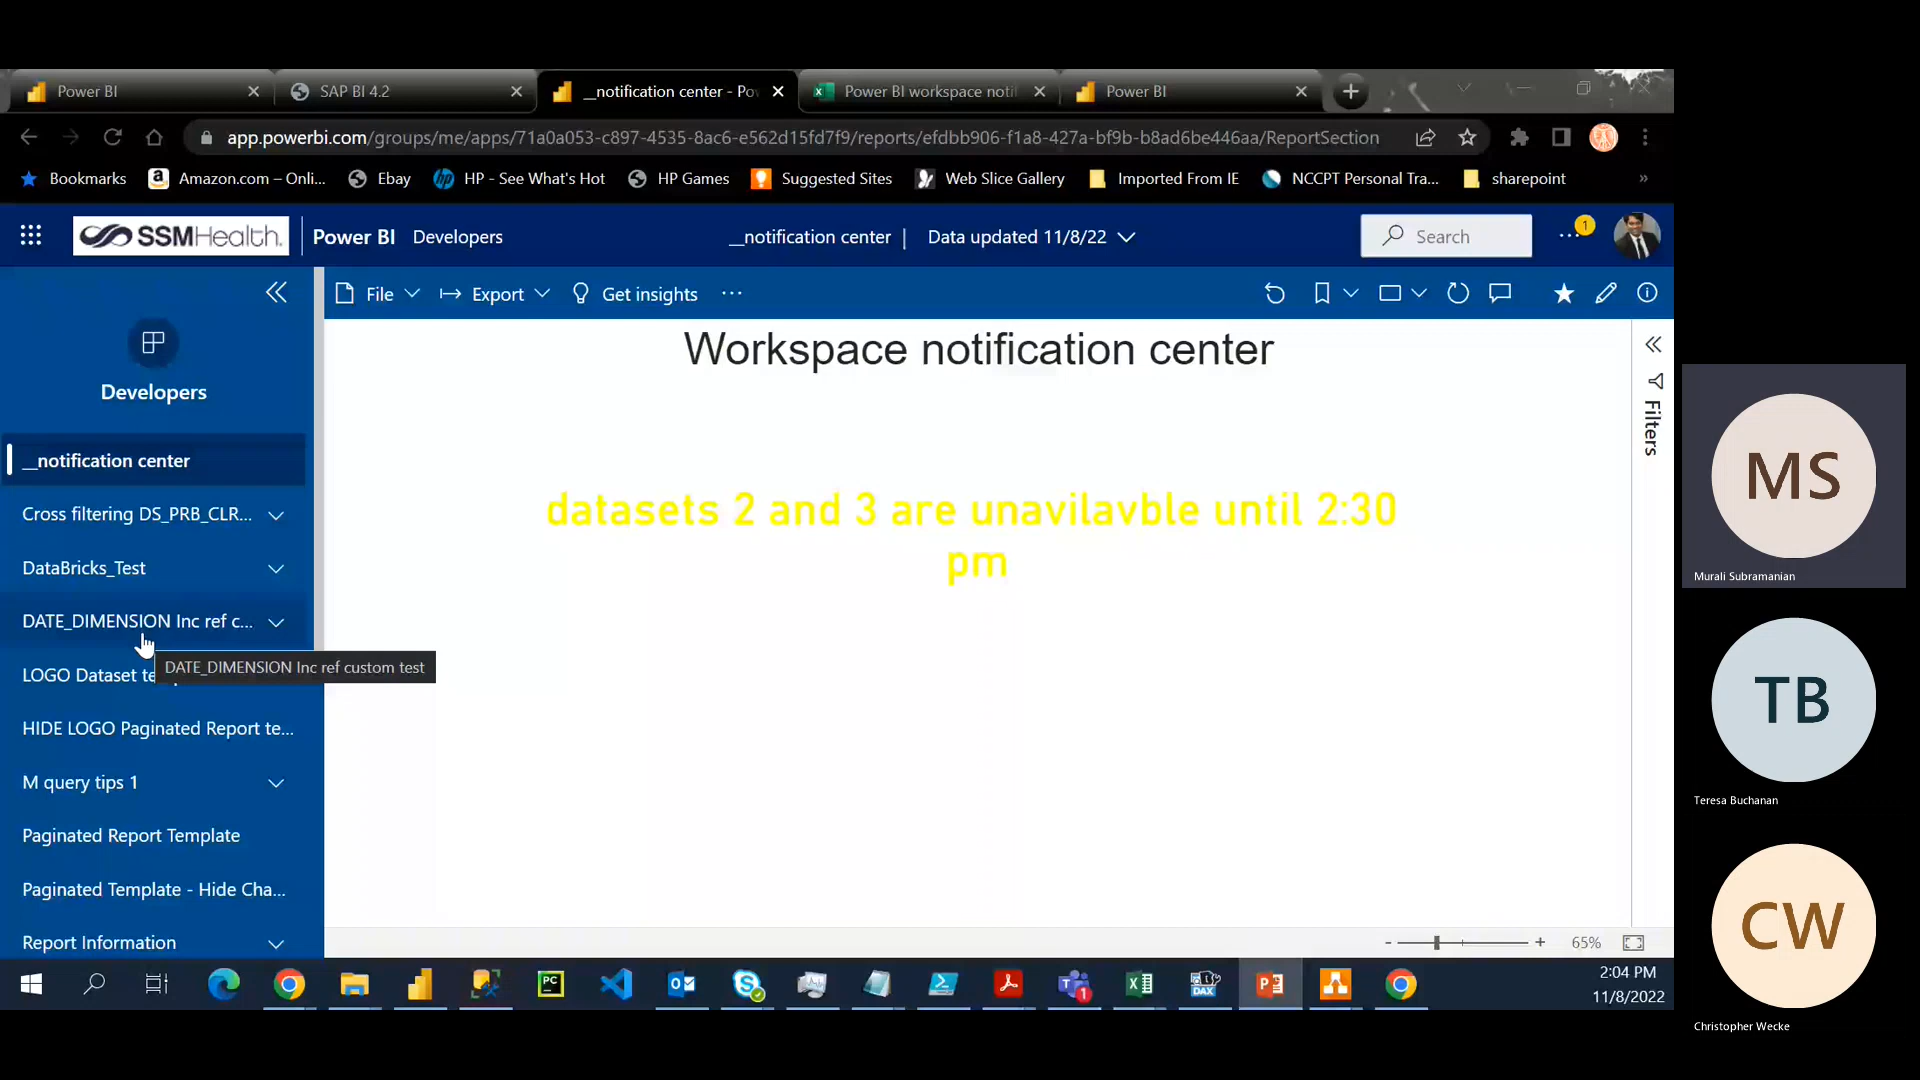 Power BI
SAP BI 4.2
__notification center - Po
Power BI workspace noti
Power BI
app.powerbi.com/groups/me/apps/71a0a053-c897-4535-8ac6-e562d15fd7f9/reports/efdbb906-f1a8-427a-bf9b-b8ad6be446aa/ReportSection
Bookmarks
Amazon.com – Onli...
Ebay
HP - See What's Hot
HP Games
Suggested Sites
Web Slice Gallery
Imported From IE
NCCPT Personal Tra...
sharepoint
»
SSMHealth.
Power BI
Developers
__notification center |
Data updated 11/8/22
Search
1
File
Export
Get insights
Developers
__notification center
Cross filtering DS_PRB_CLR...
DataBricks_Test
DATE_DIMENSION Inc ref c...
DATE_DIMENSION Inc ref custom test
LOGO Dataset te
HIDE LOGO Paginated Report te...
M query tips 1
Paginated Report Template
Paginated Template - Hide Cha...
Report Information
Workspace notification center
datasets 2 and 3 are unavilavble until 2:30
pm
Filters
- + 65%
PC
DAX
1
2:04 PM
11/8/2022
MS
Murali Subramanian
TB
Teresa Buchanan
CW
Christopher Wecke